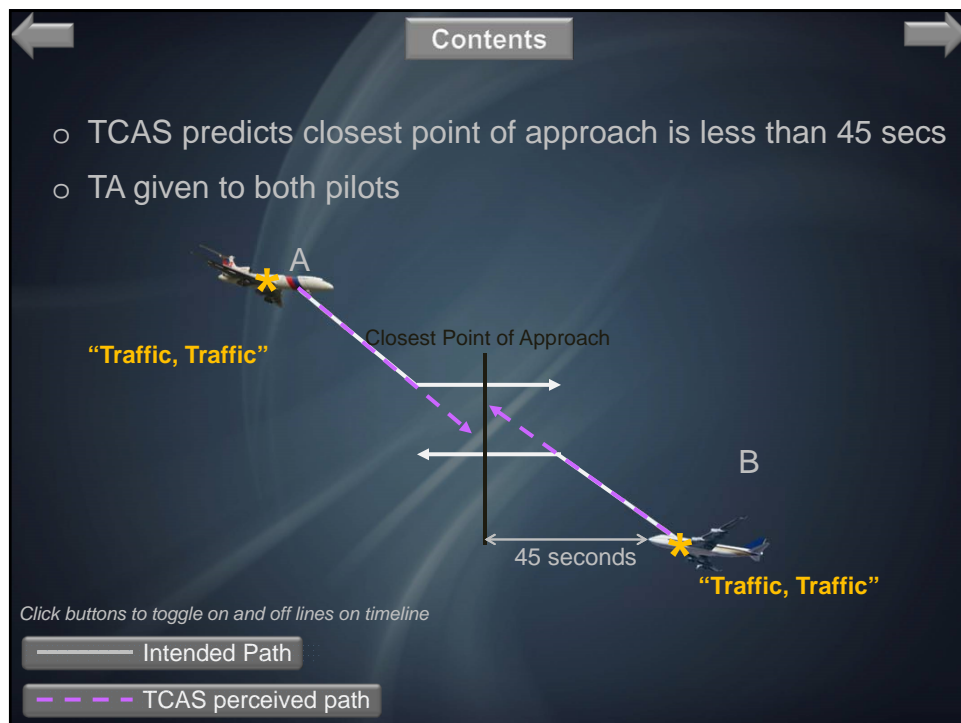 Contents
o TCAS predicts closest point of approach is less than 45 secs
o TA given to both pilots
A
“Traffic, Traffic”
Closest Point of Approach
B
45 seconds
“Traffic, Traffic”
Click buttons to toggle on and off lines on timeline
Intended Path
TCAS perceived path